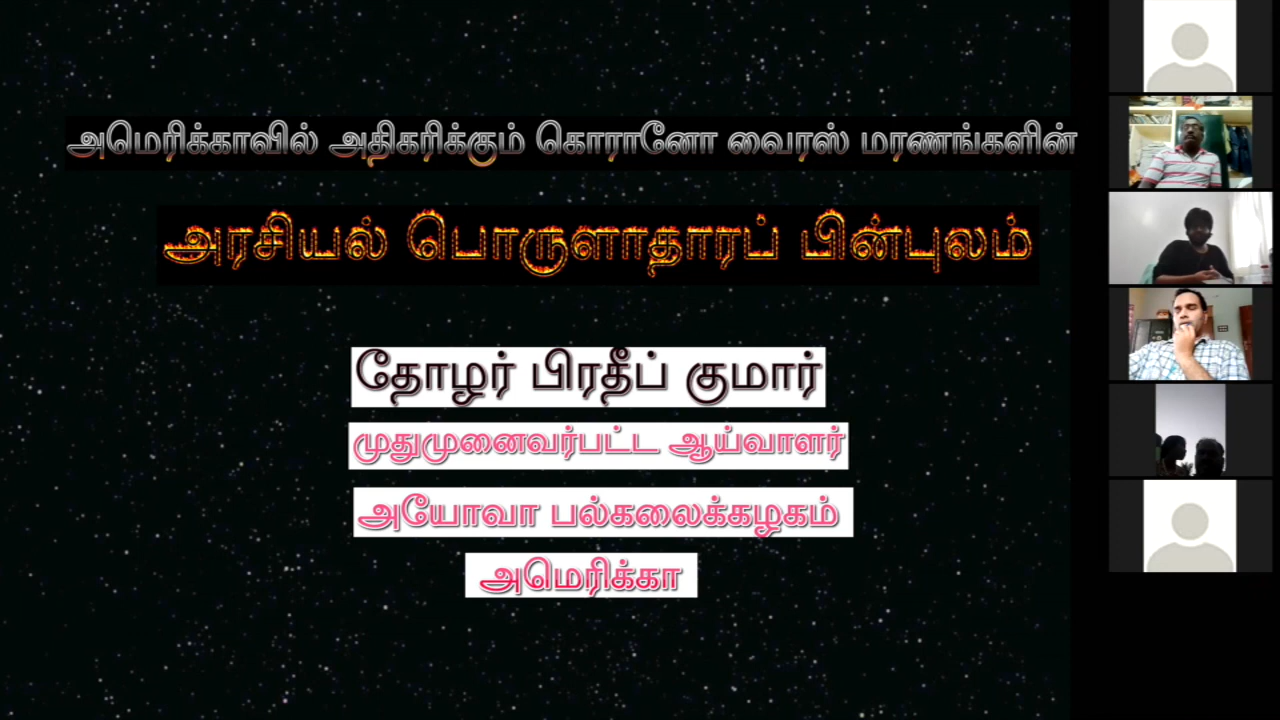 அமெரிக்காவில் அதிகரிக்கும் கொரானோ வைரஸ் மரணங்களின்
அரசியல் பொருளாதாரப் பின்புலம்
தோழர் பிரதீப் குமார்
முதுமுனைவர்பட்ட ஆய்வாளர்
அயோவா பல்கலைக்கழகம்
அமெரிக்கா